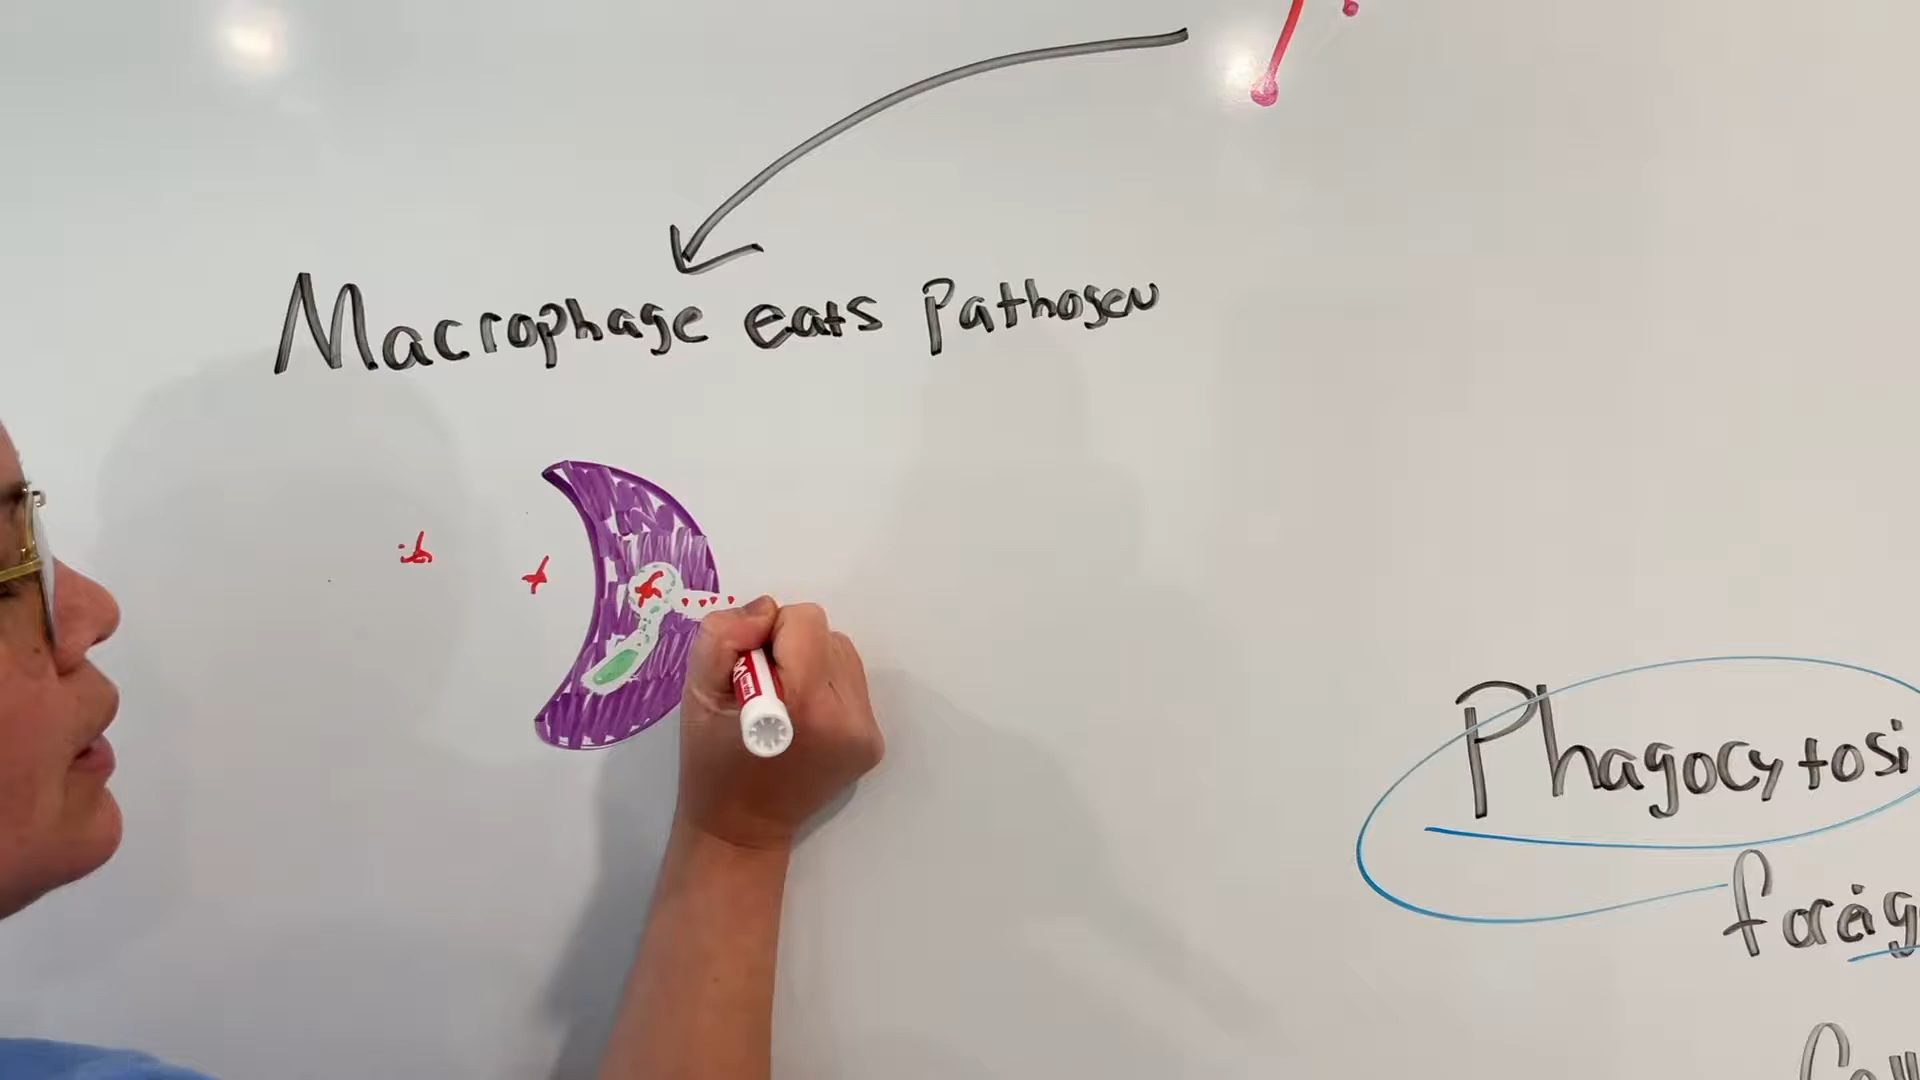 Macrophage eats Pathogen
Phagocytosi
foreig